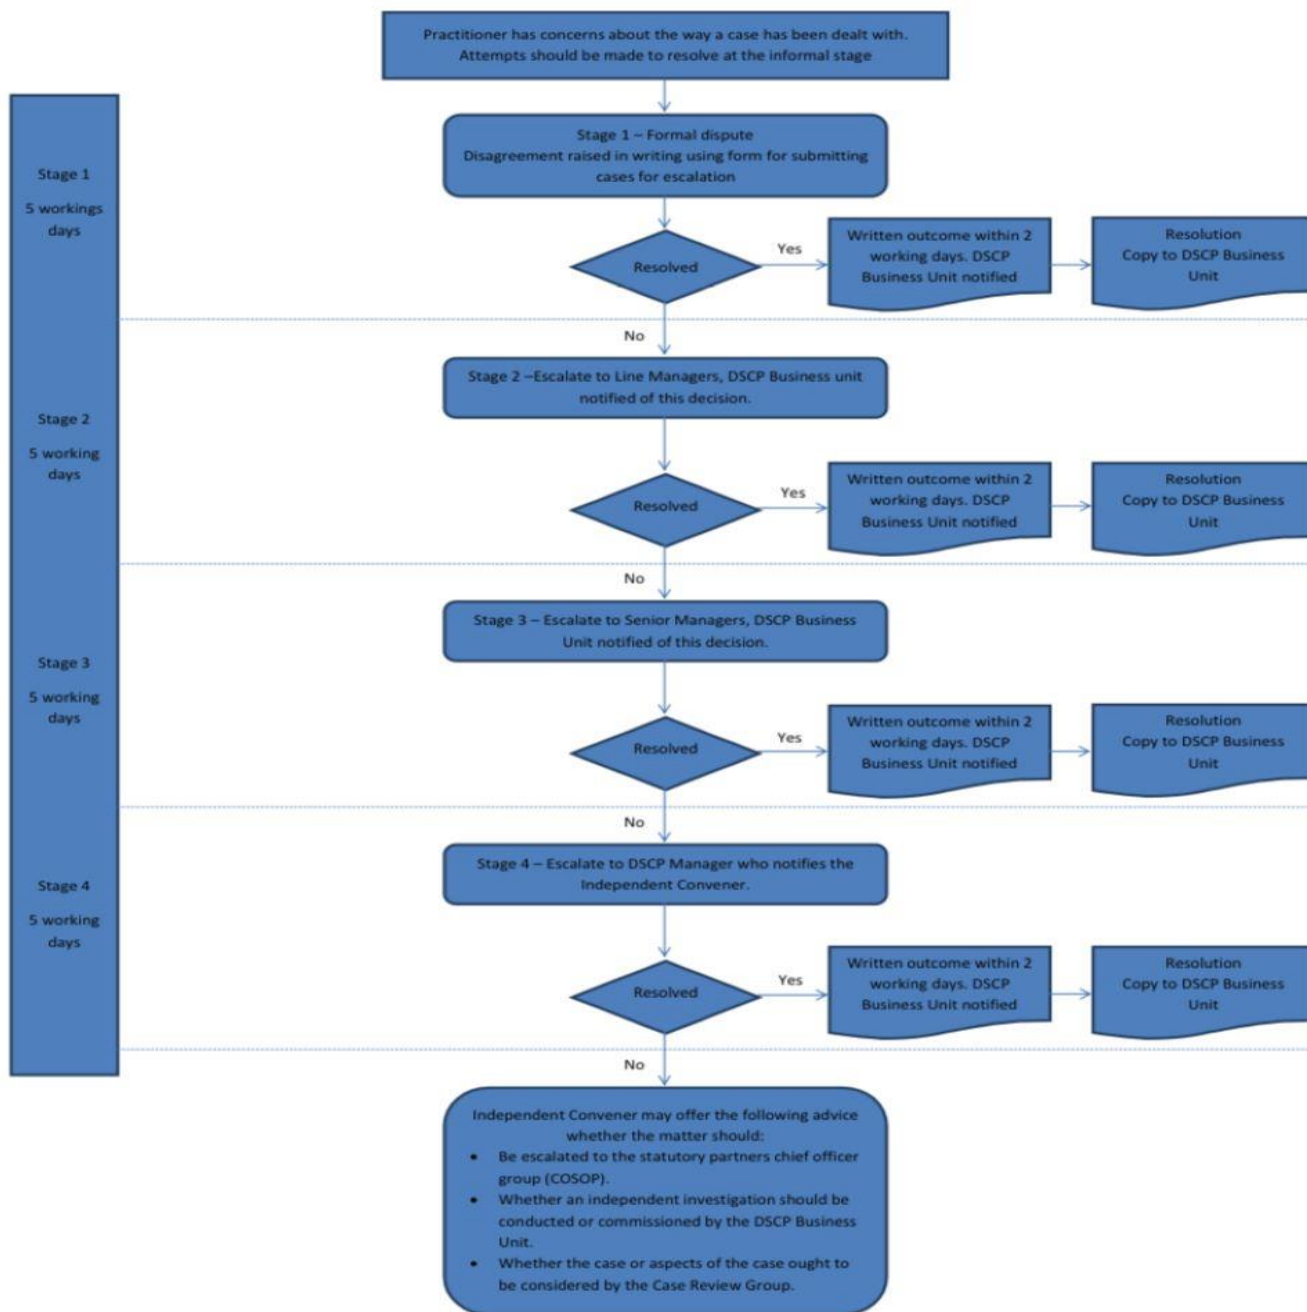 Practitioner has concerns about the way a case has been dealt with.
Attempts should be made to resolve at the informal stage
Stage 1
5 workings
days
Stage 1 – Formal dispute
Disagreement raised in writing using form for submitting
cases for escalation
Resolved
Yes
Written outcome within 2
working days. DSCP
Business Unit notified
Resolution
Copy to DSCP Business
Unit
No
Stage 2
5 working
days
Stage 2 –Escalate to Line Managers, DSCP Business unit
notified of this decision.
Resolved
Yes
Written outcome within 2
working days. DSCP
Business Unit notified
Resolution
Copy to DSCP Business
Unit
No
Stage 3
5 working
days
Stage 3 – Escalate to Senior Managers, DSCP Business
Unit notified of this decision.
Resolved
Yes
Written outcome within 2
working days. DSCP
Business Unit notified
Resolution
Copy to DSCP Business
Unit
No
Stage 4
5 working
days
Stage 4 – Escalate to DSCP Manager who notifies the
Independent Convener.
Resolved
Yes
Written outcome within 2
working days. DSCP
Business Unit notified
Resolution
Copy to DSCP Business
Unit
No
Independent Convener may offer the following advice
whether the matter should:
• Be escalated to the statutory partners chief officer
group (COSOP).
• Whether an independent investigation should be
conducted or commissioned by the DSCP Business
Unit.
• Whether the case or aspects of the case ought to
be considered by the Case Review Group.